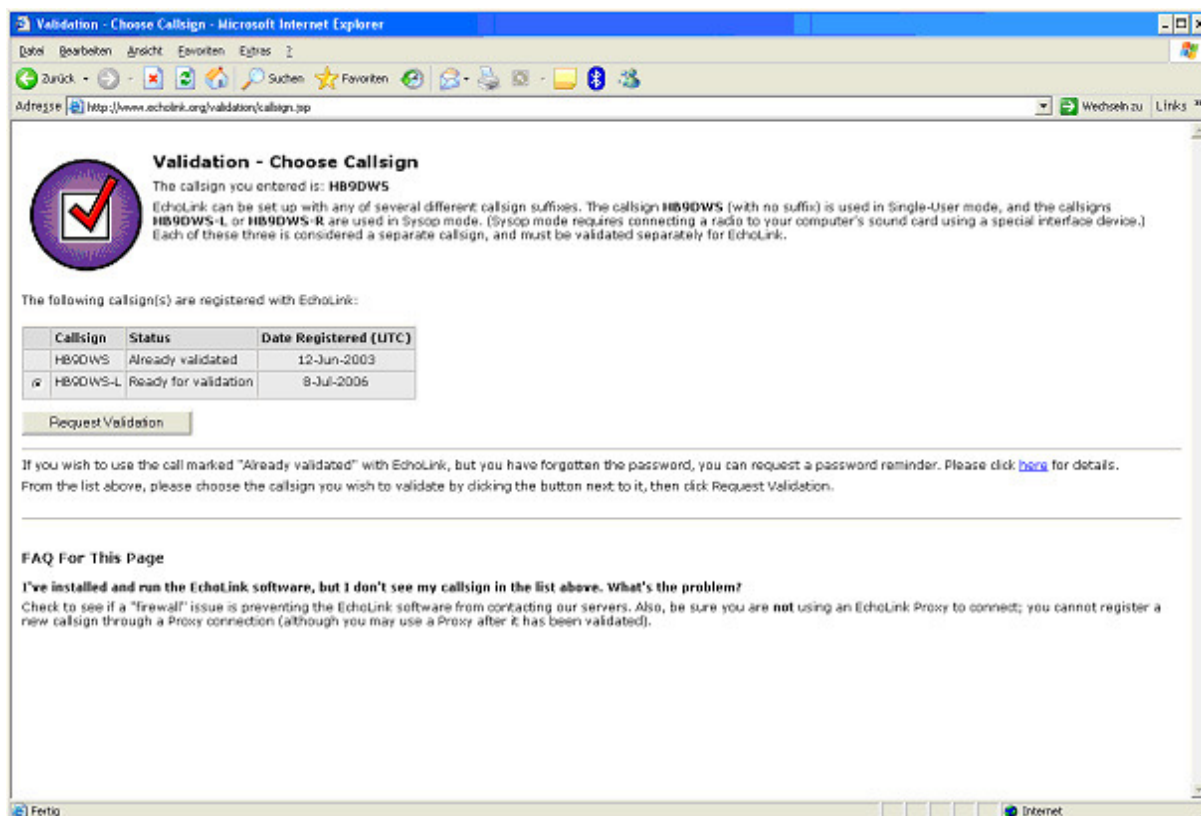 Validation - Choose Callsign - Microsoft Internet Explorer
Datei Bearbeiten Ansicht Favoriten Extras ?
Zurück Suchen Favoriten
Adresse http://www.echolink.org/validation/callsign.jsp Wechseln zu Links »
Validation - Choose Callsign
The callsign you entered is: HB9DWS
EchoLink can be set up with any of several different callsign suffixes. The callsign HB9DWS (with no suffix) is used in Single-User mode, and the callsigns
HB9DWS-L or HB9DWS-R are used in Sysop mode. (Sysop mode requires connecting a radio to your computer's sound card using a special interface device.)
Each of these three is considered a separate callsign, and must be validated separately for EchoLink.
The following callsign(s) are registered with EchoLink:
Callsign Status Date Registered (UTC)
HB9DWS Already validated 12-Jun-2003
HB9DWS-L Ready for validation 8-Jul-2006
Request Validation
If you wish to use the call marked "Already validated" with EchoLink, but you have forgotten the password, you can request a password reminder. Please click here for details.
From the list above, please choose the callsign you wish to validate by clicking the button next to it, then click Request Validation.
FAQ For This Page
I've installed and run the EchoLink software, but I don't see my callsign in the list above. What's the problem?
Check to see if a "firewall" issue is preventing the EchoLink software from contacting our servers. Also, be sure you are not using an EchoLink Proxy to connect; you cannot register a
new callsign through a Proxy connection (although you may use a Proxy after it has been validated).
Fertig Internet